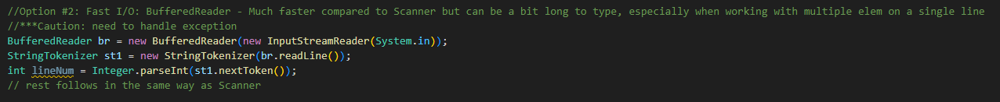 //Option #2: Fast I/O: BufferedReader - Much faster compared to Scanner but can be a bit long to type, especially when working with multiple elem on a single line
//***Caution: need to handle exception
BufferedReader br = new BufferedReader(new InputStreamReader(System.in));
StringTokenizer st1 = new StringTokenizer(br.readLine());
int lineNum = Integer.parseInt(st1.nextToken());
// rest follows in the same way as Scanner